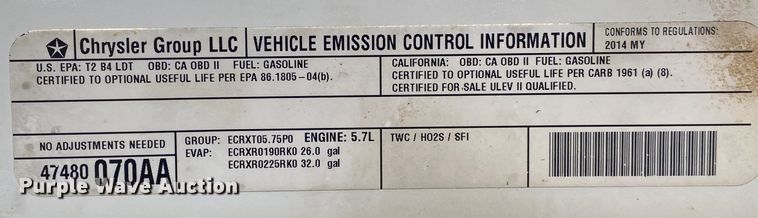 Chrysler Group LLC
VEHICLE EMISSION CONTROL INFORMATION
CONFORMS TO REGULATIONS:
2014 MY
U.S. EPA: T2 B4 LDT OBD: CA OBD II FUEL: GASOLINE
CERTIFIED TO OPTIONAL USEFUL LIFE PER EPA 86.1805-04(b).
CALIFORNIA: OBD: CA OBD II FUEL: GASOLINE
CERTIFIED TO OPTIONAL USEFUL LIFE PER CARB 1961 (a) (8).
CERTIFIED FOR SALE ULEV II QUALIFIED.
NO ADJUSTMENTS NEEDED
47480 070AA
GROUP: ECRXT05.75P0 ENGINE: 5.7L
EVAP: ECRXR0190RK0 26.0 gal
ECRXR0225RK0 32.0 gal
TWC / HO2S / SFI
Purple Wave Auction